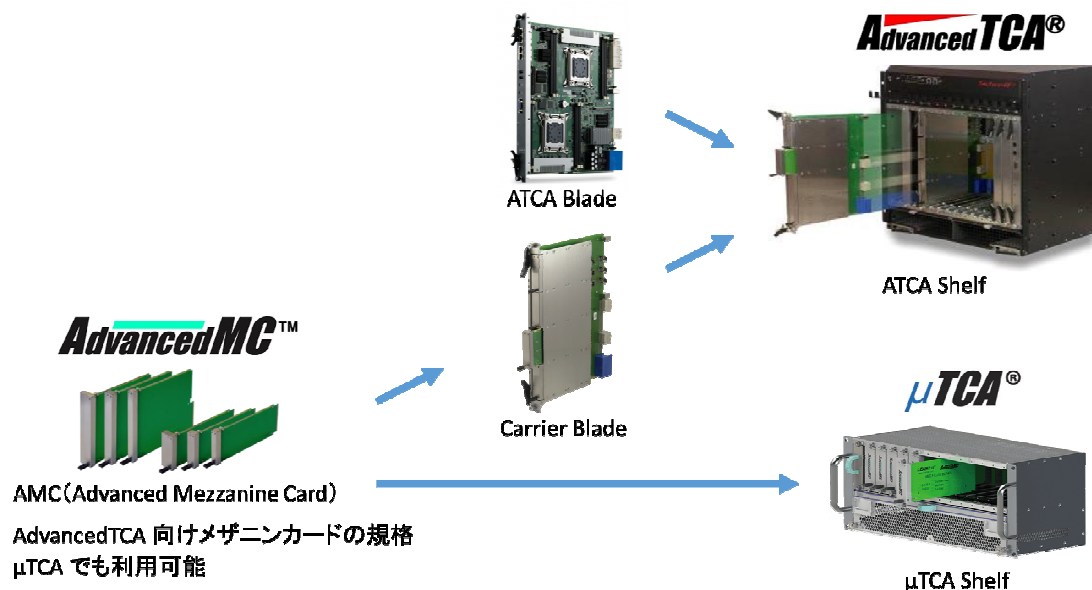 AdvancedTCA®
ATCA Blade
ATCA Shelf
AdvancedMC™
Carrier Blade
μTCA®
AMC（Advanced Mezzanine Card）
AdvancedTCA 向けメザニンカードの規格
μTCA でも利用可能
μTCA Shelf